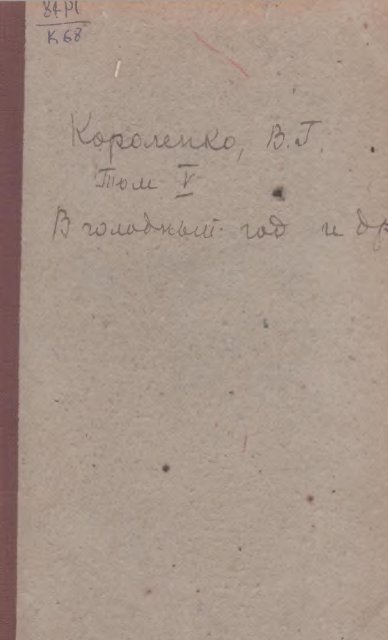 84Р1
К68
Короленко, В.Г.
Том V
В голодный год и др